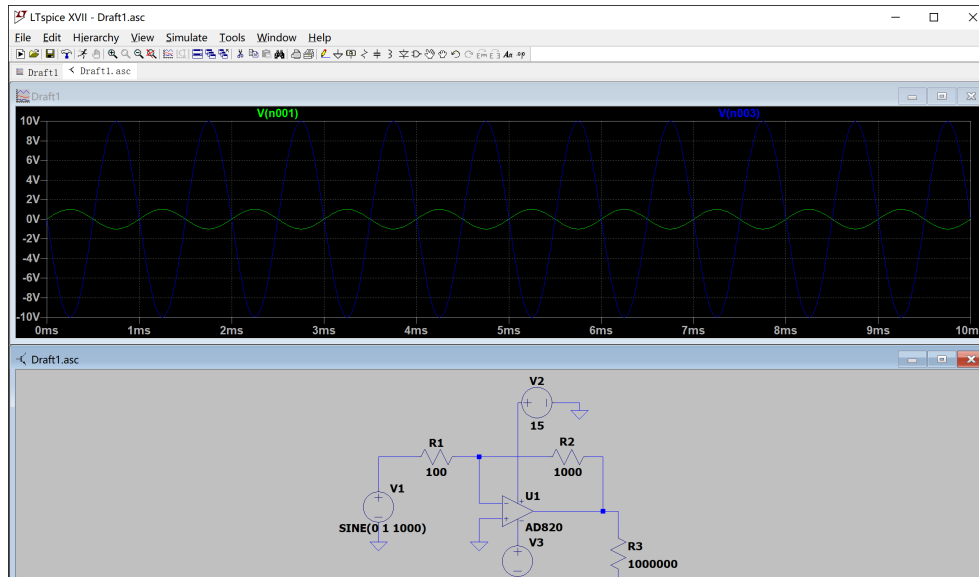 LTspice XVII - Draft1.asc
File Edit Hierarchy View Simulate Tools Window Help
Draft1 Draft1.asc
Draft1
V(n001) V(n003)
10V
8V
6V
4V
2V
0V
-2V
-4V
-6V
-8V
-10V
0ms 1ms 2ms 3ms 4ms 5ms 6ms 7ms 8ms 9ms 10m
Draft1.asc
V2
15
R1
100
R2
1000
V1
SINE(0 1 1000)
U1
AD820
V3
R3
1000000